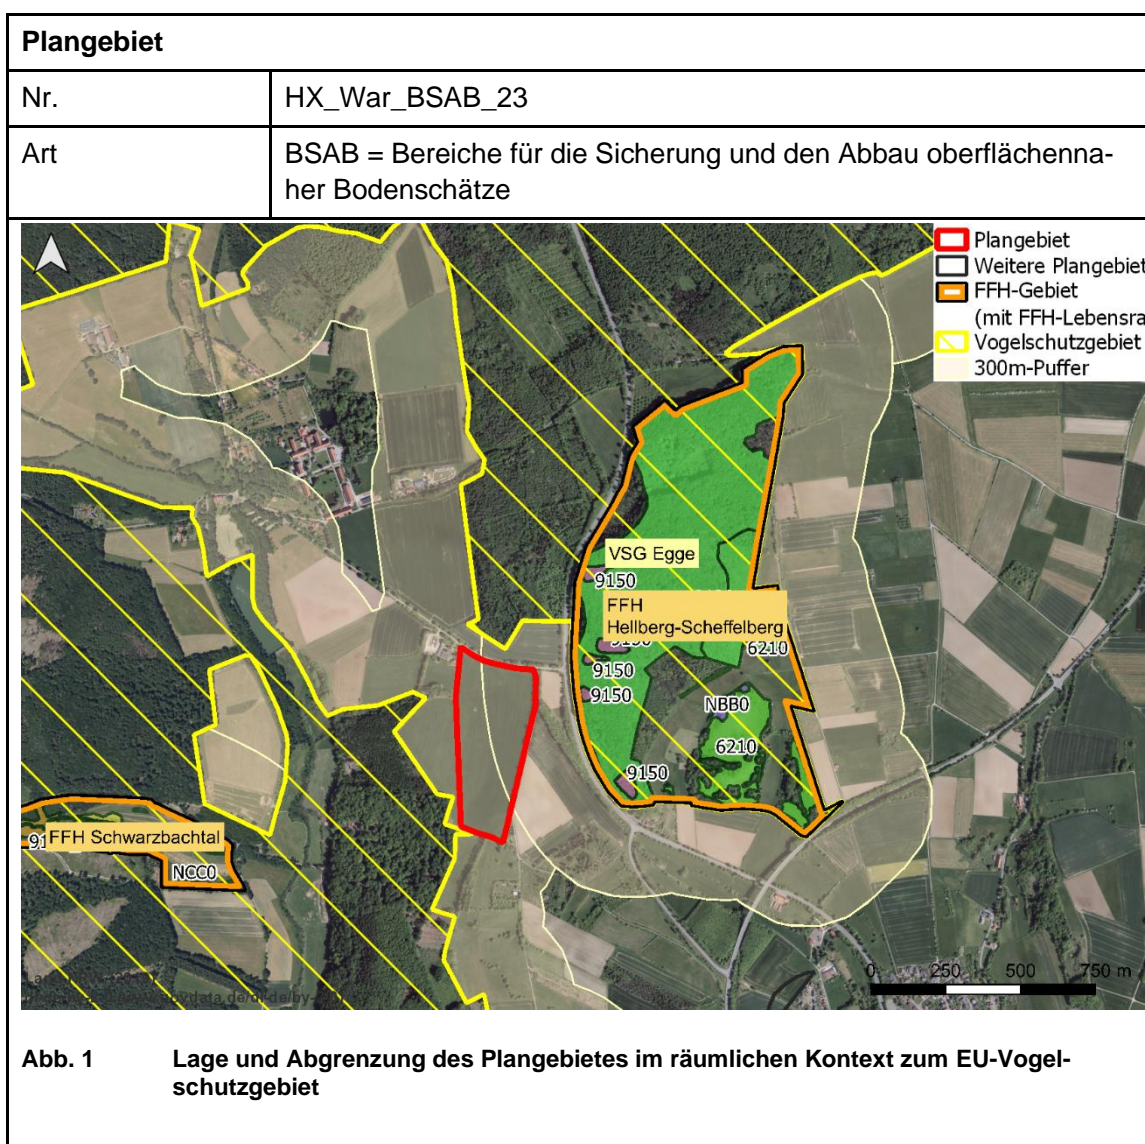 Plangebiet
Nr.
HX_War_BSAB_23
Art
BSAB = Bereiche für die Sicherung und den Abbau oberflächenna-
her Bodenschätze
Plangebiet
Weitere Plangebiet
FFH-Gebiet
(mit FFH-Lebensra
Vogelschutzgebiet
300m-Puffer
VSG Egge
9150
FFH
Hellberg-Scheffelberg
6210
9150
9150
NBB0
6210
9150
FFH Schwarzbachtal
NCC0
0 250 500 750 m
Abb. 1 Lage und Abgrenzung des Plangebietes im räumlichen Kontext zum EU-Vogel-
schutzgebiet